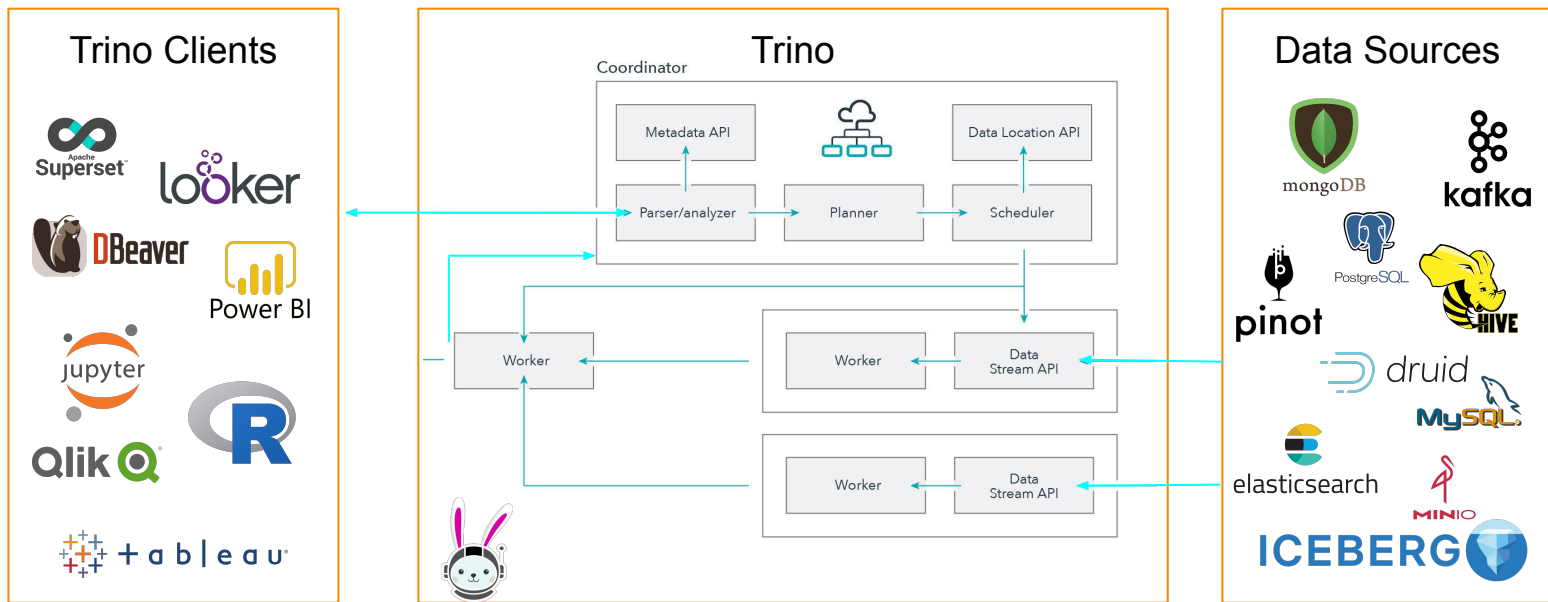 Trino Clients
Apache
Superset™
looker
DBeaver
Power BI
jupyter
R
Qlik Q
+ableau®
Trino
Coordinator
Metadata API
Data Location API
Parser/analyzer
Planner
Scheduler
Worker
Worker
Data
Stream API
Worker
Data
Stream API
Data Sources
mongoDB
kafka
PostgreSQL
p
pinot
HIVE
druid
MySQL®
elasticsearch
MINIO
ICEBERG